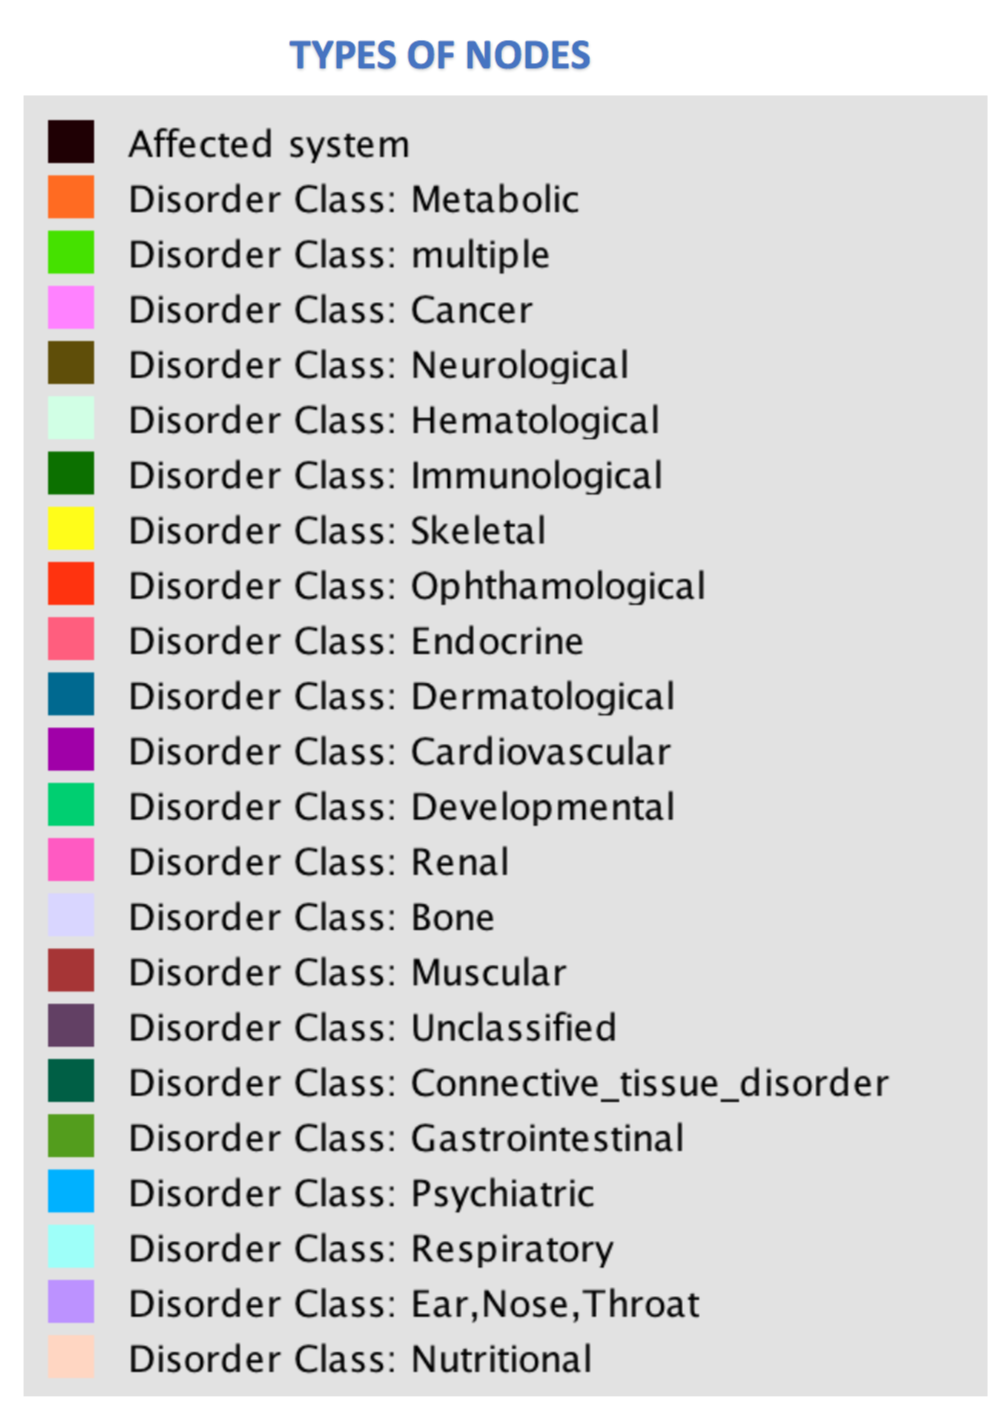 TYPES OF NODES
Affected system
Disorder Class: Metabolic
Disorder Class: multiple
Disorder Class: Cancer
Disorder Class: Neurological
Disorder Class: Hematological
Disorder Class: Immunological
Disorder Class: Skeletal
Disorder Class: Ophthamological
Disorder Class: Endocrine
Disorder Class: Dermatological
Disorder Class: Cardiovascular
Disorder Class: Developmental
Disorder Class: Renal
Disorder Class: Bone
Disorder Class: Muscular
Disorder Class: Unclassified
Disorder Class: Connective_tissue_disorder
Disorder Class: Gastrointestinal
Disorder Class: Psychiatric
Disorder Class: Respiratory
Disorder Class: Ear,Nose,Throat
Disorder Class: Nutritional